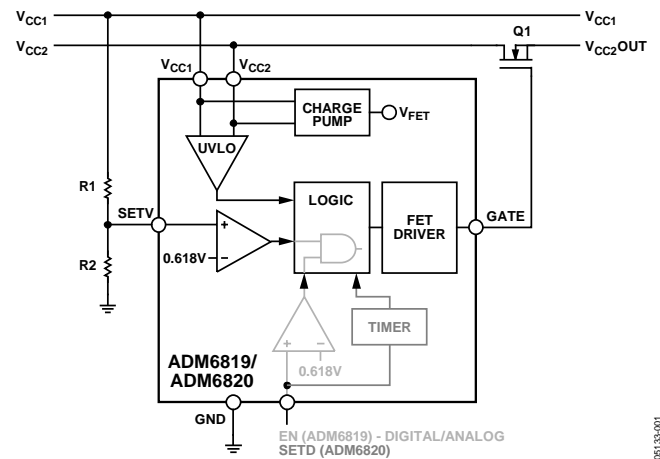 VCC1
VCC1
Q1
VCC2
VCC2OUT
VCC1
VCC2
CHARGE
PUMP
VFET
UVLO
R1
LOGIC
FET
DRIVER
SETV
GATE
+
0.618V
–
R2
TIMER
+
–
ADM6819/
ADM6820
0.618V
GND
EN (ADM6819) - DIGITAL/ANALOG
SETD (ADM6820)
05133-001